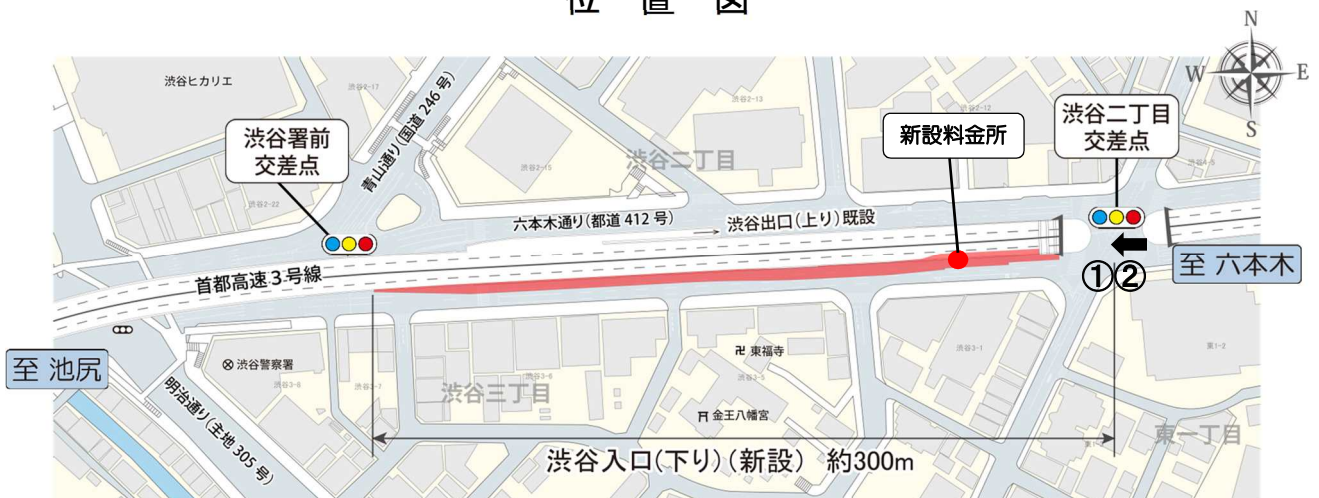 位 置 図
N
W
E
S
渋谷ヒカリエ
渋谷2-17
青山通り(国道246号)
渋谷署前
交差点
渋谷2-15
渋谷2-22
渋谷二丁目
渋谷2-13
渋谷2-12
新設料金所
渋谷二丁目
交差点
六本木通り(都道412号)
→ 渋谷出口(上り)既設
①②
至 六本木
首都高速3号線
至 池尻
渋谷警察署
渋谷3-8
渋谷3-7
明治通り(主地305号)
渋谷三丁目
渋谷3-6
卍 東福寺
渋谷3-5
金王八幡宮
渋谷3-1
東1-2
東一丁目
渋谷入口(下り)(新設) 約300m